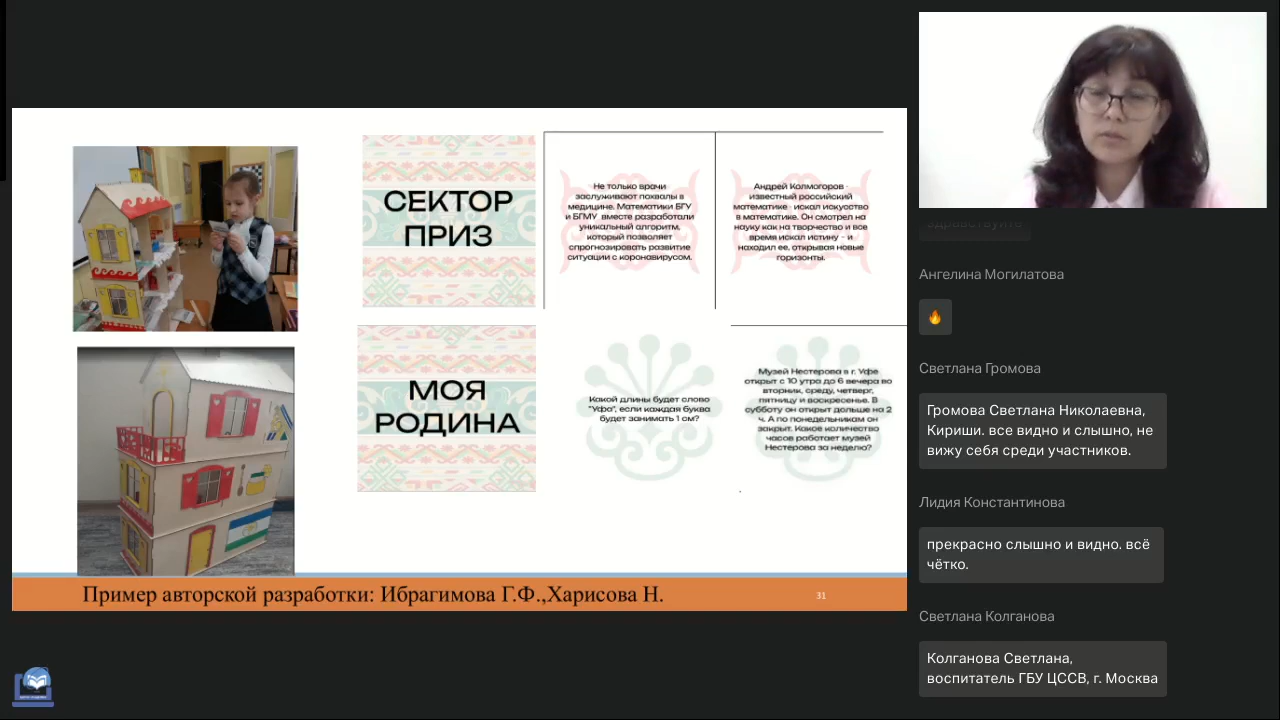 СЕКТОР
ПРИЗ
Не только врачи
заслуживают похвалы в
медицине. Математики БГУ
и БГМУ вместе разработали
уникальный алгоритм,
который позволяет
спрогнозировать развитие
ситуации с коронавирусом.
Андрей Колмогоров -
известный российский
математике искал искусство
в математике. Он смотрел на
науку как на творчество и все
время искал истину - и
находил ее, открывая новые
горизонты.
МОЯ
РОДИНА
Какой длины будет слово
"Уфа", если каждая буква
будет занимать 1 см?
Музей Нестерова в г. Уфе
открыт с 10 утра до 6 вечера во
вторник, среду, четверг,
пятницу и воскресенье. В
субботу он открыт дольше на 2
ч. А по понедельникам он
закрыт. Какое количество
часов работает музей
Нестерова за неделю?
Пример авторской разработки: Ибрагимова Г.Ф.,Харисова Н.
31
здравствуйте
Ангелина Могилатова
Светлана Громова
Громова Светлана Николаевна,
Кириши. все видно и слышно, не
вижу себя среди участников.
Лидия Константинова
прекрасно слышно и видно. всё
чётко.
Светлана Колганова
Колганова Светлана,
воспитатель ГБУ ЦССВ, г. Москва